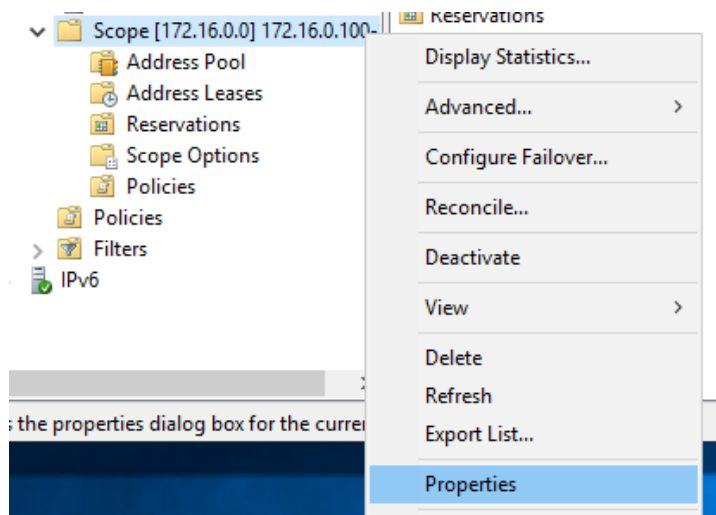 Scope [172.16.0.0] 172.16.0.100-
Address Pool
Address Leases
Reservations
Scope Options
Policies
Policies
Filters
IPv6
Reservations
Display Statistics...
Advanced...
Configure Failover...
Reconcile...
Deactivate
View
Delete
Refresh
Export List...
Properties
the properties dialog box for the